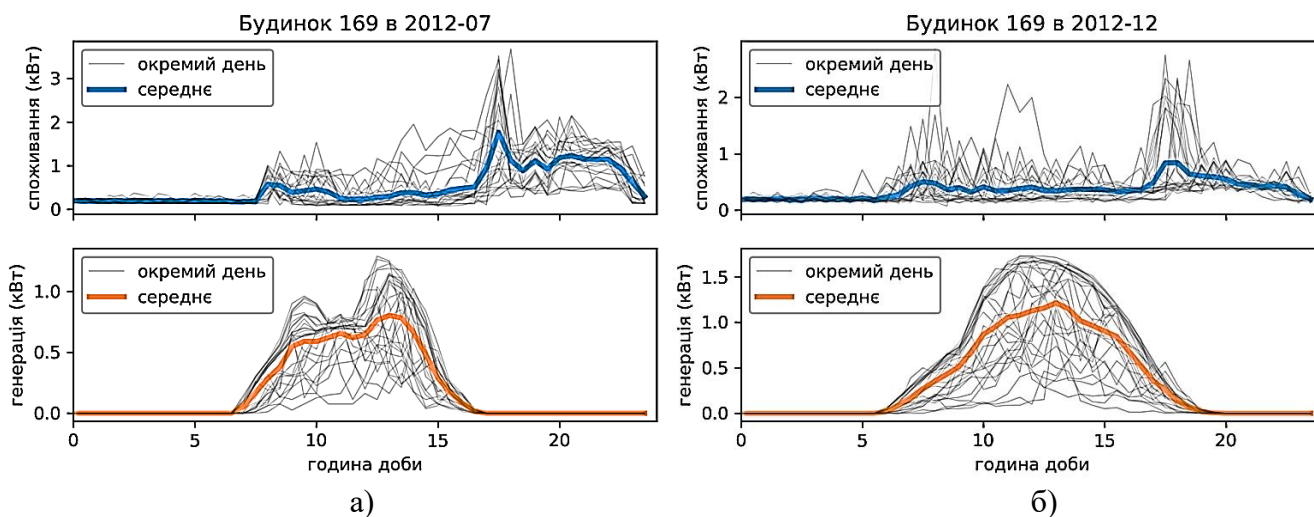 Будинок 169 в 2012-07
споживання (кВт)
3
2
1
0
окремий день
середнє
генерація (кВт)
1.0
0.5
0.0
окремий день
середнє
0 5 10 15 20
година доби
а)
Будинок 169 в 2012-12
споживання (кВт)
2
1
0
окремий день
середнє
генерація (кВт)
1.5
1.0
0.5
0.0
окремий день
середнє
0 5 10 15 20
година доби
б)